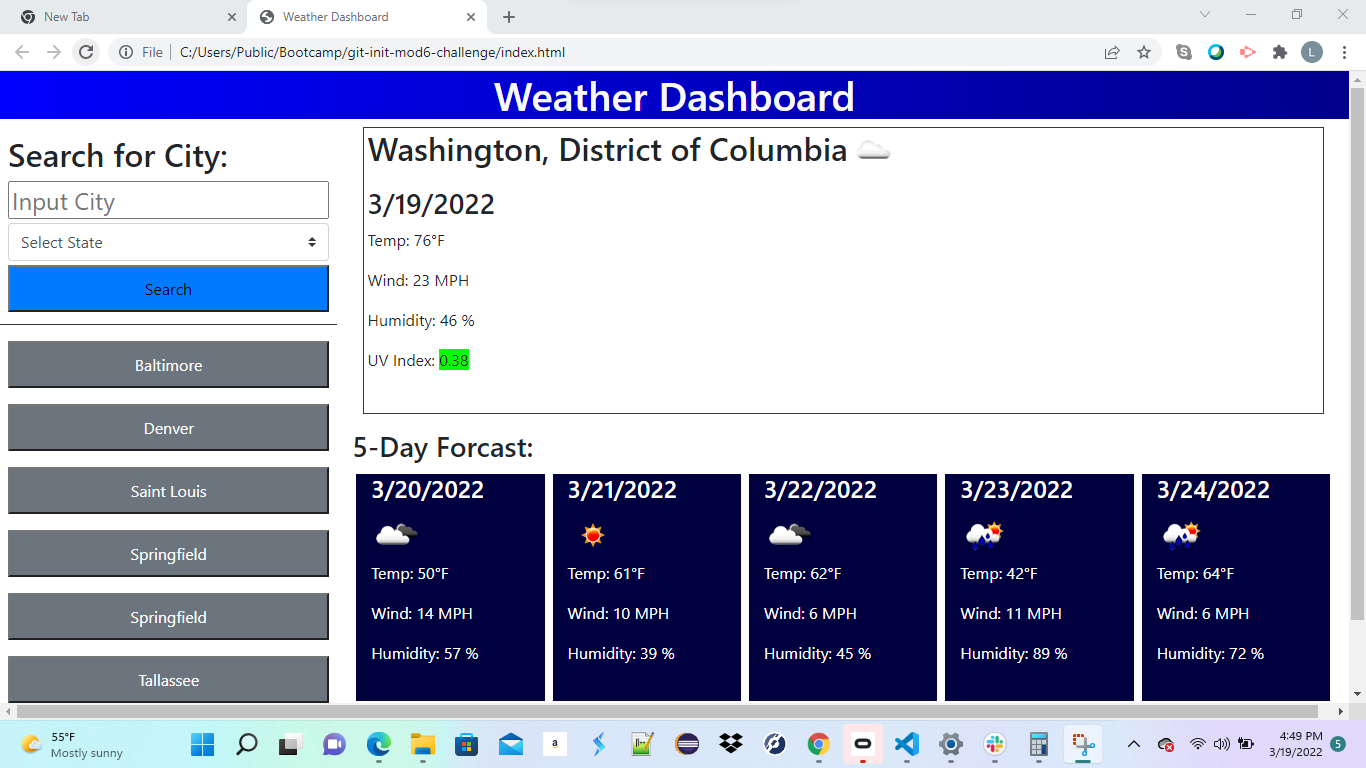 New Tab
Weather Dashboard
File
C:/Users/Public/Bootcamp/git-init-mod6-challenge/index.html
L
Weather Dashboard
Search for City:
Input City
Select State
Search
Baltimore
Denver
Saint Louis
Springfield
Springfield
Tallassee
Washington, District of Columbia
3/19/2022
Temp: 76°F
Wind: 23 MPH
Humidity: 46 %
UV Index: 0.38
5-Day Forcast:
3/20/2022
Temp: 50°F
Wind: 14 MPH
Humidity: 57 %
3/21/2022
Temp: 61°F
Wind: 10 MPH
Humidity: 39 %
3/22/2022
Temp: 62°F
Wind: 6 MPH
Humidity: 45 %
3/23/2022
Temp: 42°F
Wind: 11 MPH
Humidity: 89 %
3/24/2022
Temp: 64°F
Wind: 6 MPH
Humidity: 72 %
55°F
Mostly sunny
a
4:49 PM
3/19/2022
5